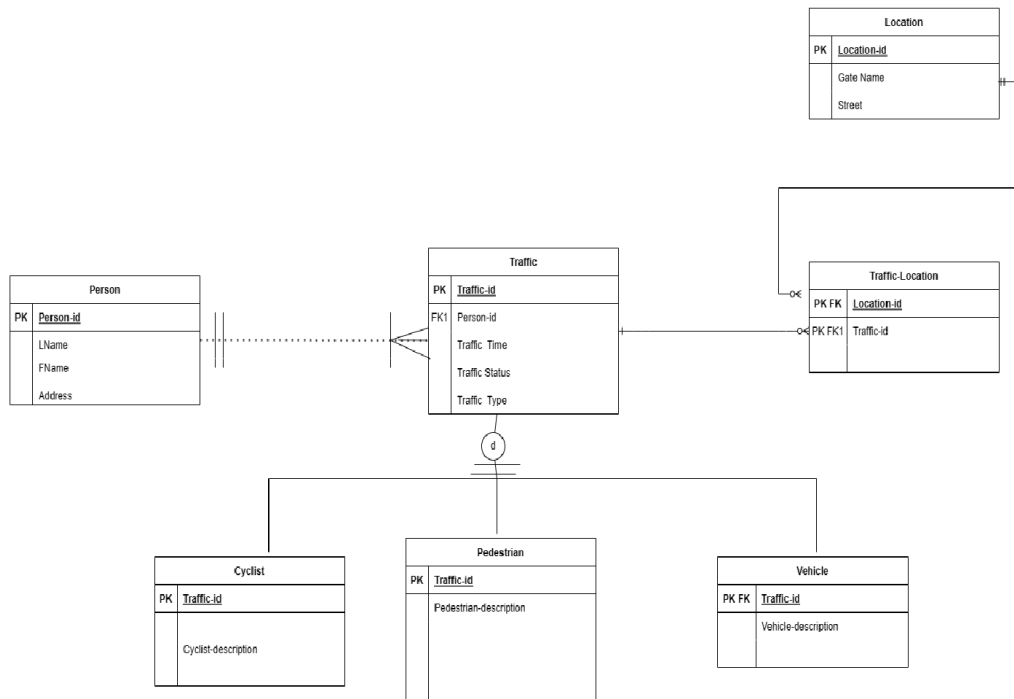 Location
PK Location-id
Gate Name
Street
Person
PK Person-id
LName
FName
Address
Traffic
PK Traffic-id
FK1 Person-id
Traffic Time
Traffic Status
Traffic Type
Traffic-Location
PK FK Location-id
PK FK1 Traffic-id
d
Cyclist
PK Traffic-id
Cyclist-description
Pedestrian
PK Traffic-id
Pedestrian-description
Vehicle
PK FK Traffic-id
Vehicle-description